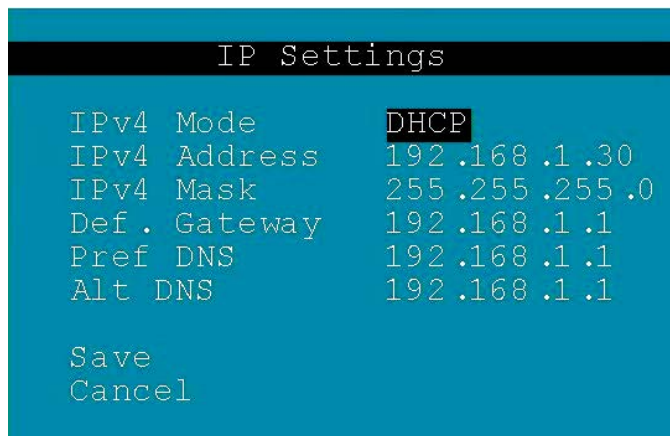 IP Settings
IPv4 Mode DHCP
IPv4 Address 192.168.1.30
IPv4 Mask 255.255.255.0
Def. Gateway 192.168.1.1
Pref DNS 192.168.1.1
Alt DNS 192.168.1.1
Save
Cancel